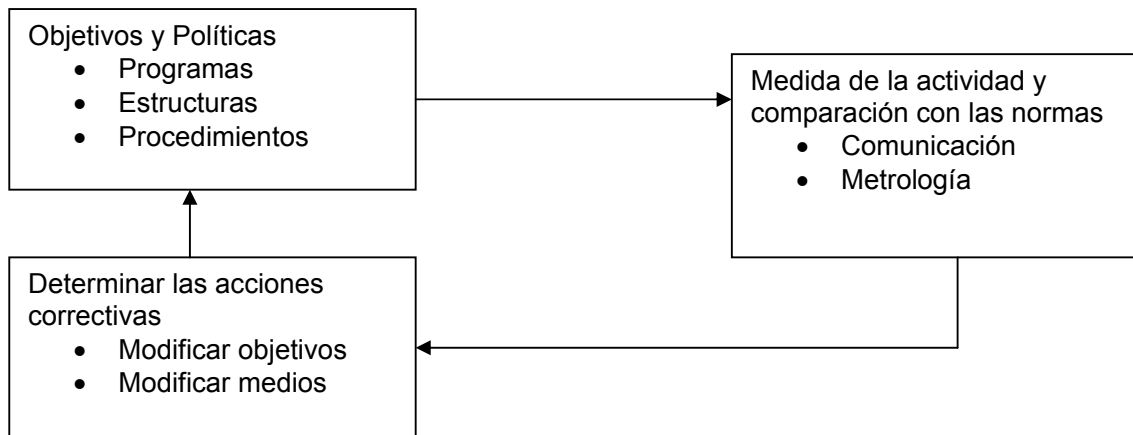 Objetivos y Políticas
• Programas
• Estructuras
• Procedimientos
Medida de la actividad y
comparación con las normas
• Comunicación
• Metrología
Determinar las acciones
correctivas
• Modificar objetivos
• Modificar medios